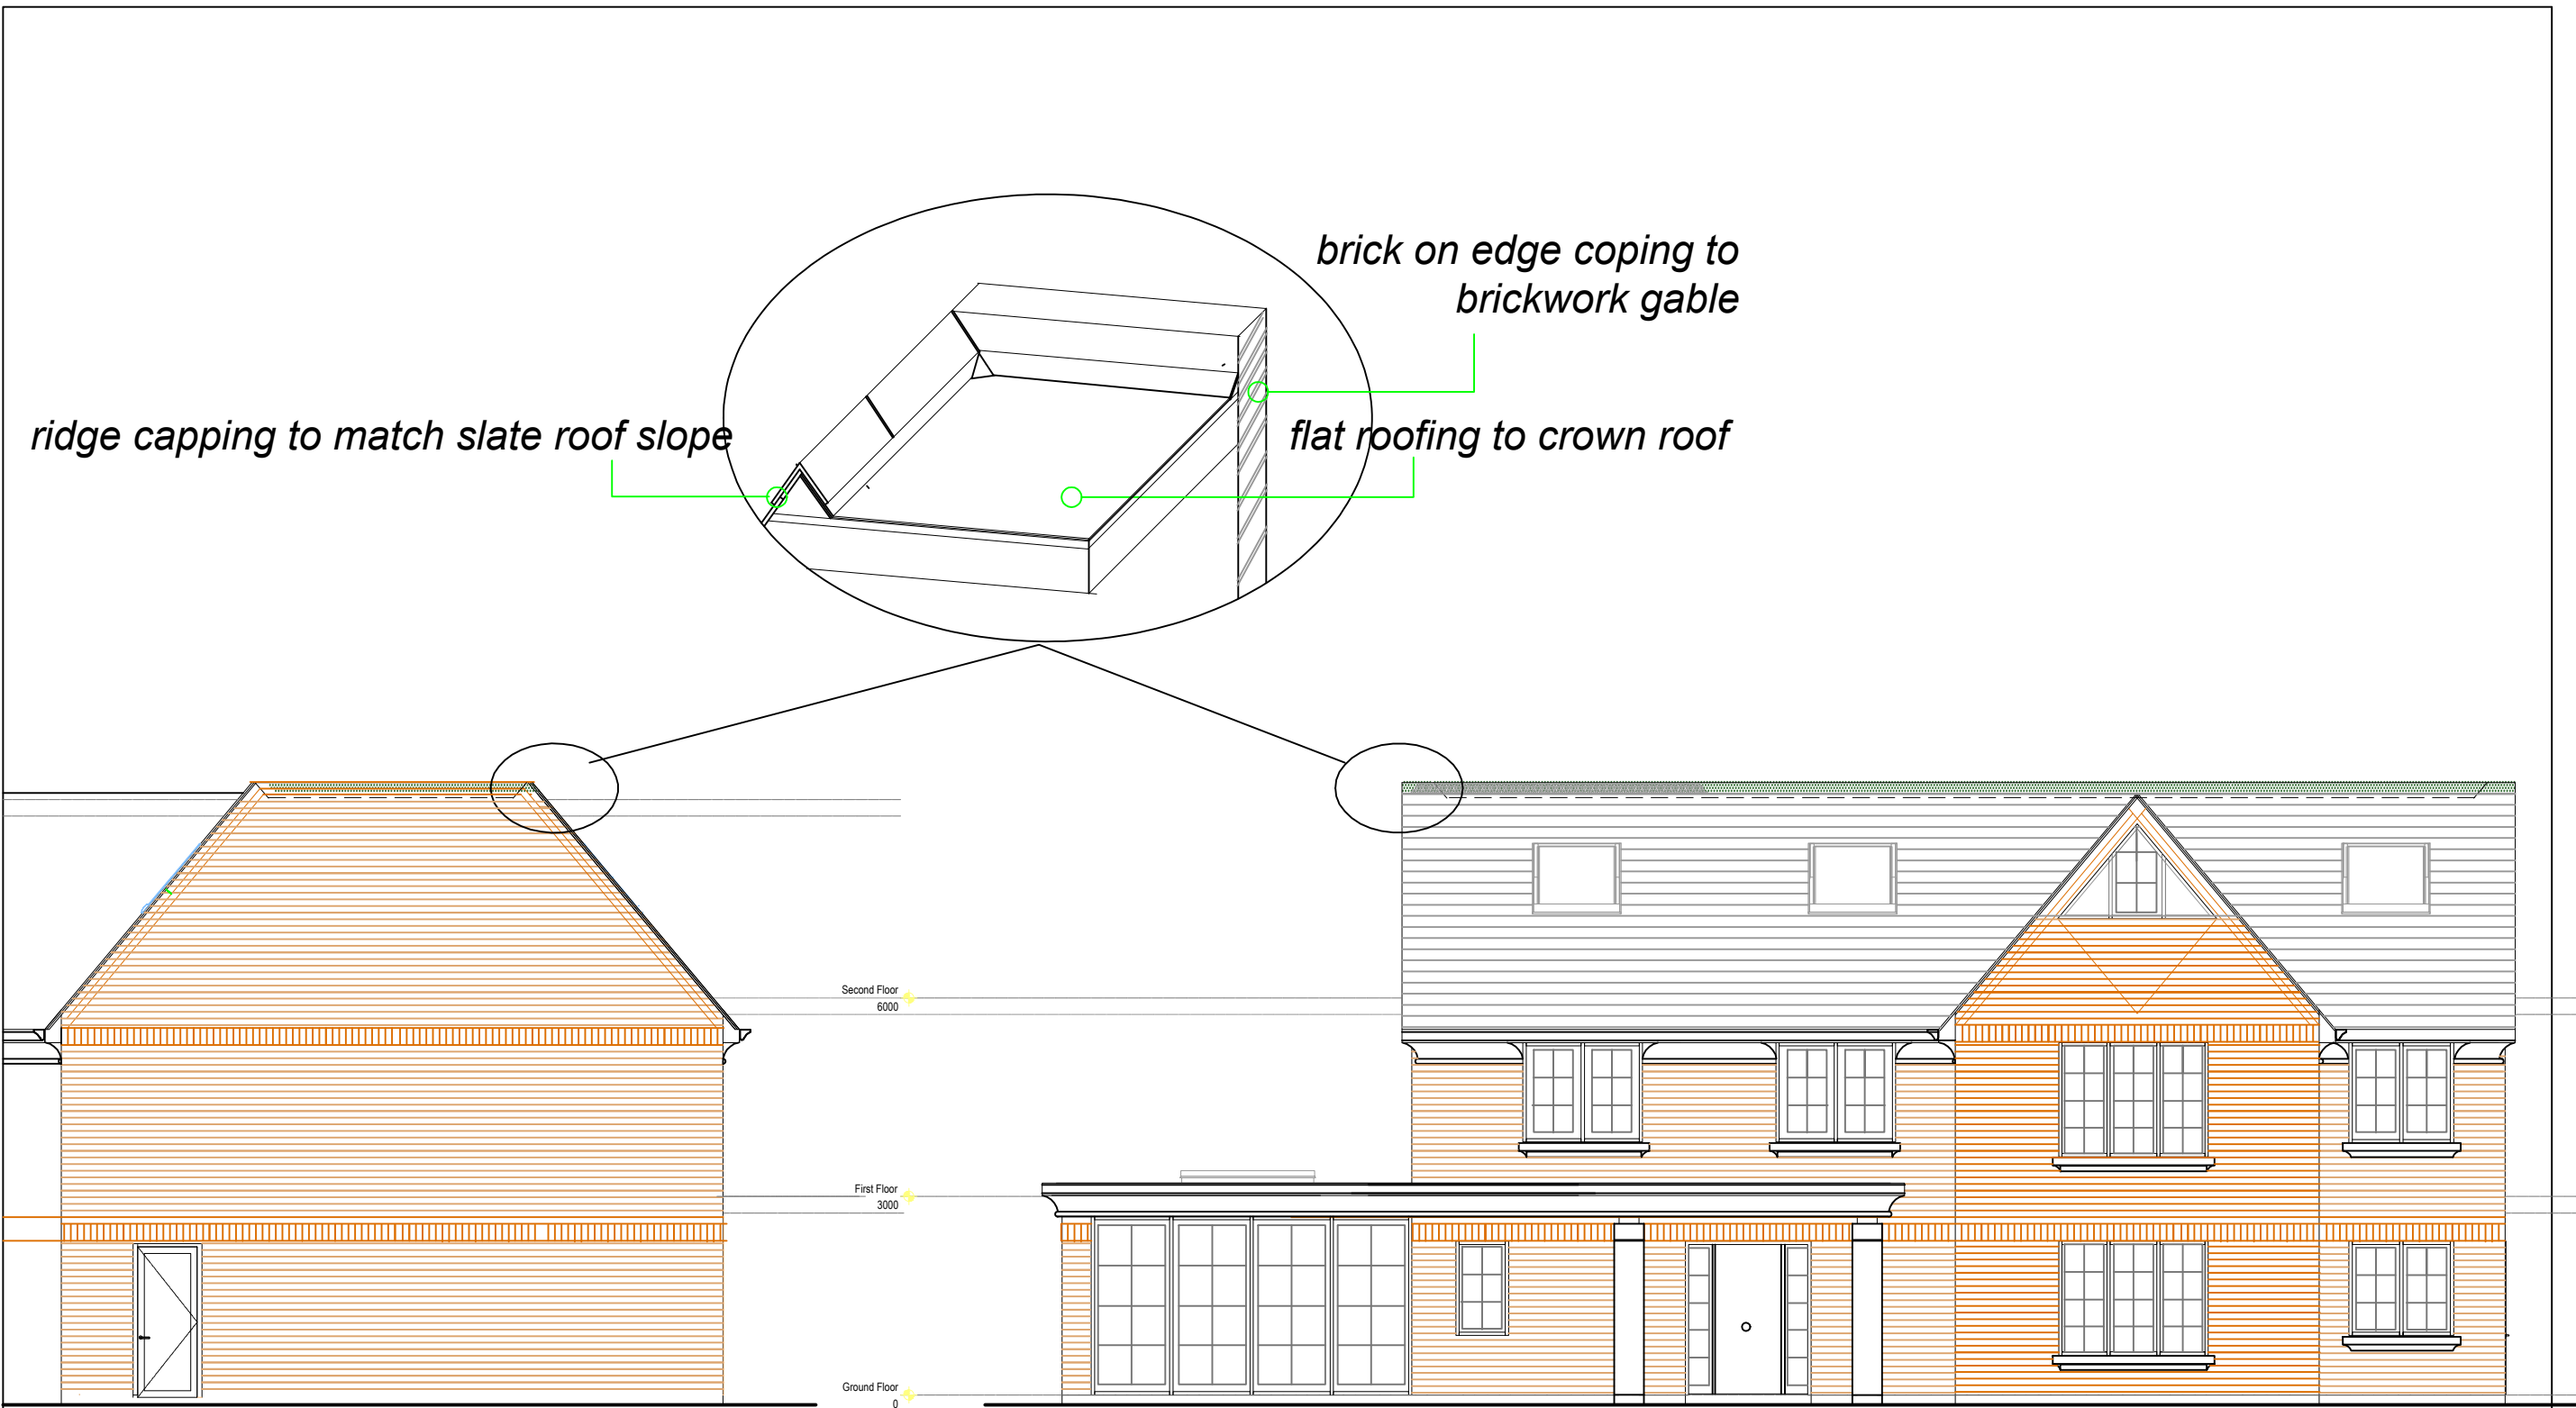 brick on edge coping to
brickwork gable
ridge capping to match slate roof slope
flat roofing to crown roof
Second Floor
6000
First Floor
3000
Ground Floor
0